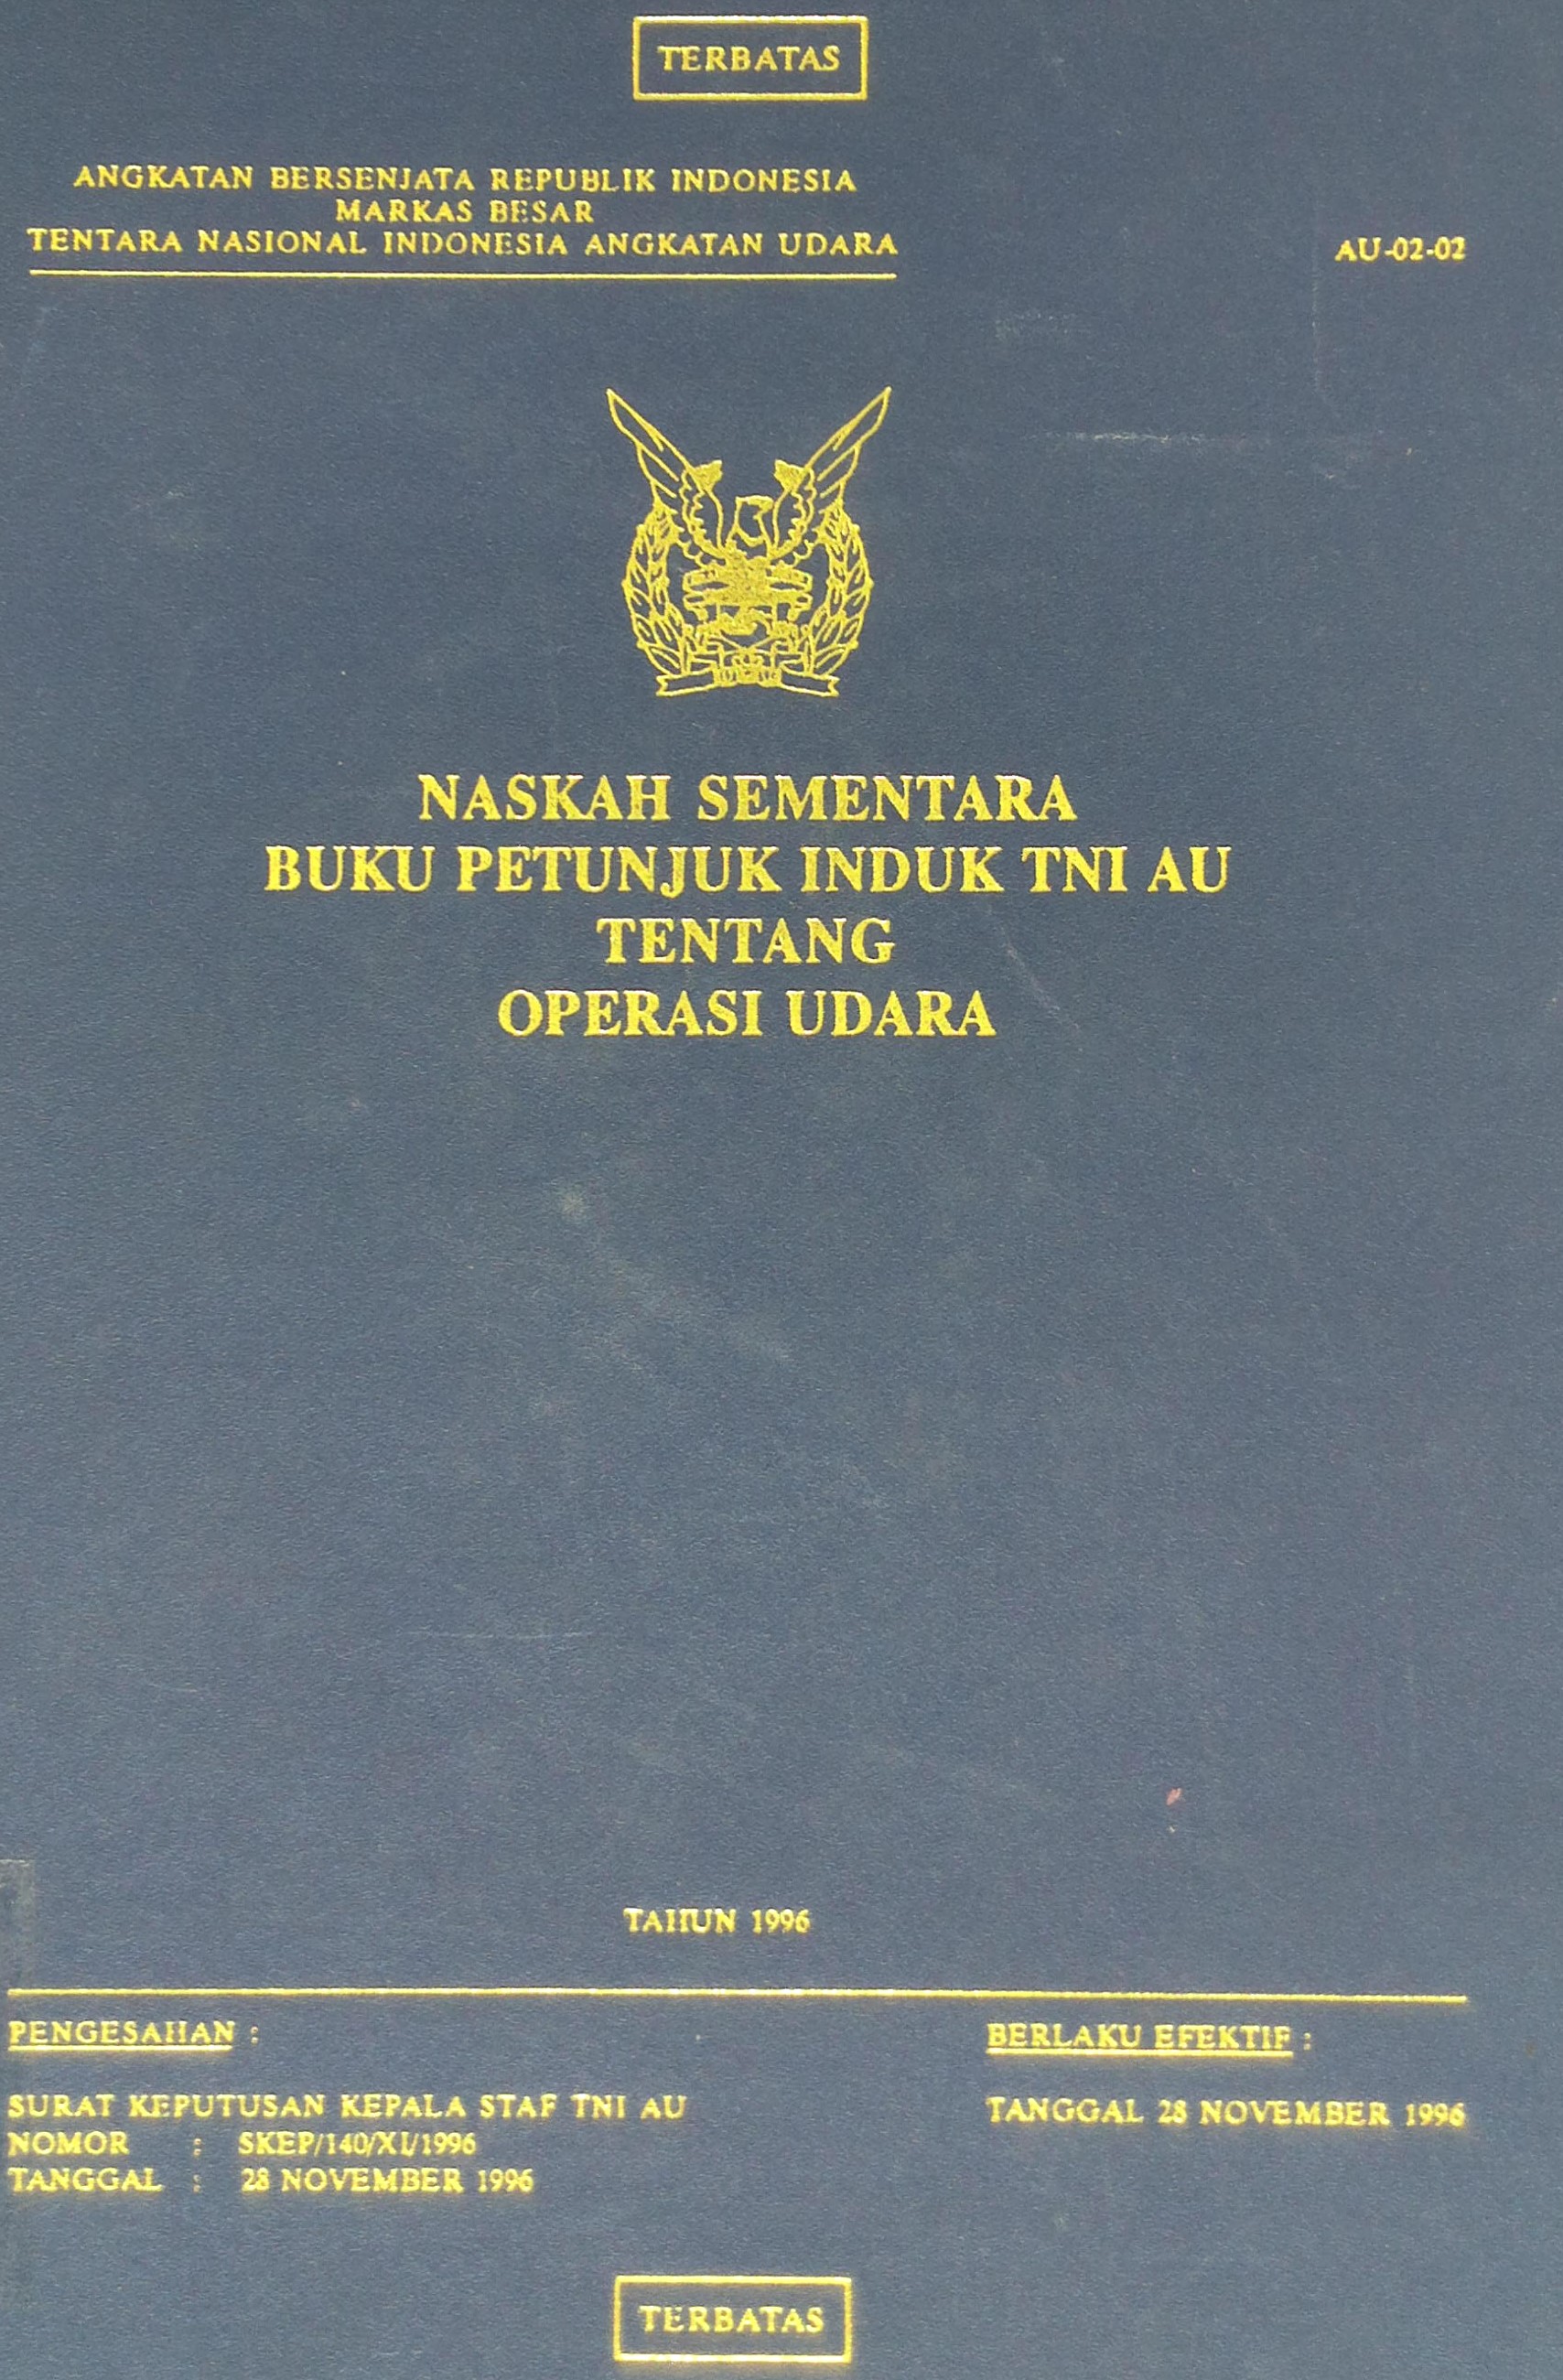 TERBATAS
ANGKATAN BERSENJATA REPUBLIK INDONESIA
MARKAS BESAR
TENTARA NASIONAL INDONESIA ANGKATAN UDARA
AU-02-02
NASKAH SEMENTARA
BUKU PETUNJUK INDUK TNI AU
TENTANG
OPERASI UDARA
TAHUN 1996
PENGESAHAN :
SURAT KEPUTUSAN KEPALA STAF TNI AU
NOMOR : SKEP/140/XI/1996
TANGGAL : 28 NOVEMBER 1996
BERLAKU EFEKTIF :
TANGGAL 28 NOVEMBER 1996
TERBATAS